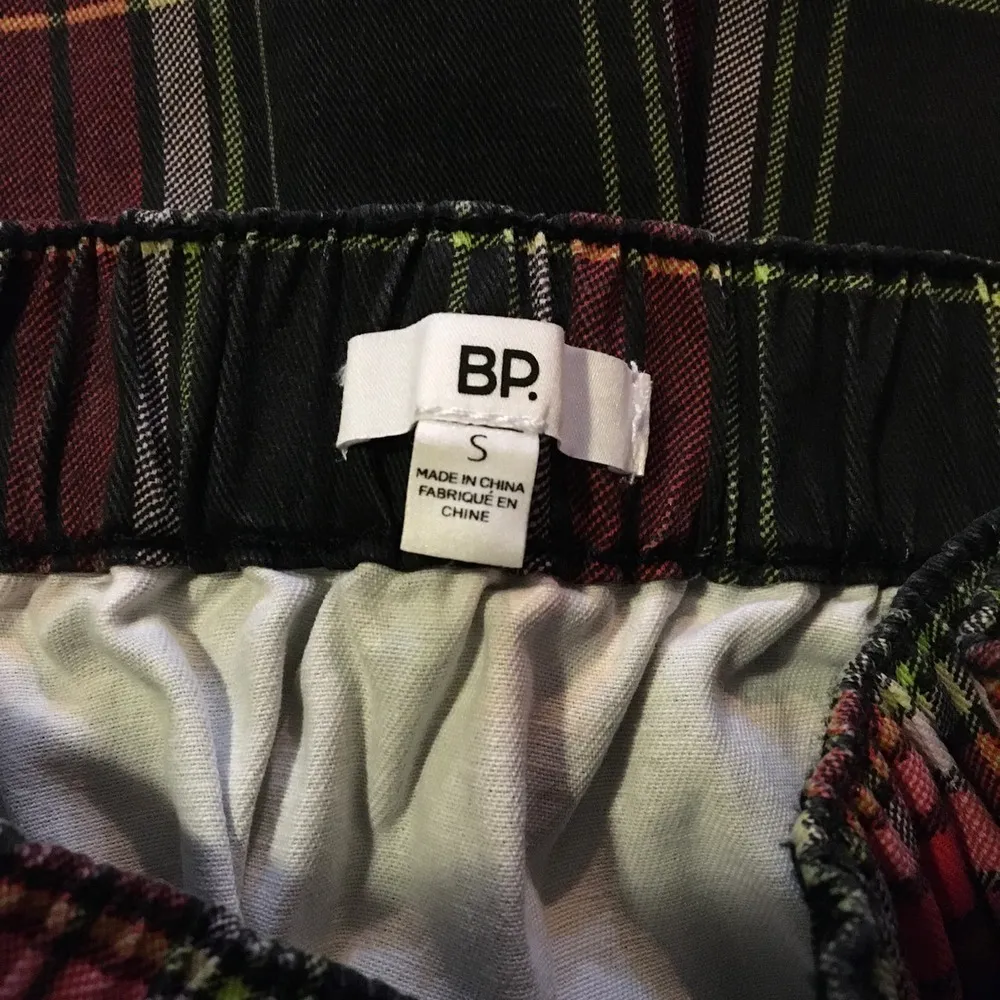 BP.
S
MADE IN CHINA
FABRIQUÉ EN
CHINE